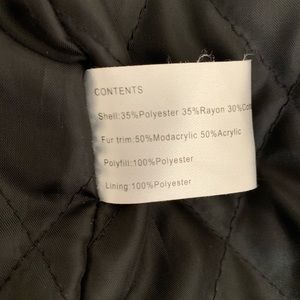 CONTENTS
Shell:35%Polyester 35%Rayon 30%Cot
Fur trim:50%Modacrylic 50%Acrylic
Polyfill:100%Polyester
Lining:100%Polyester